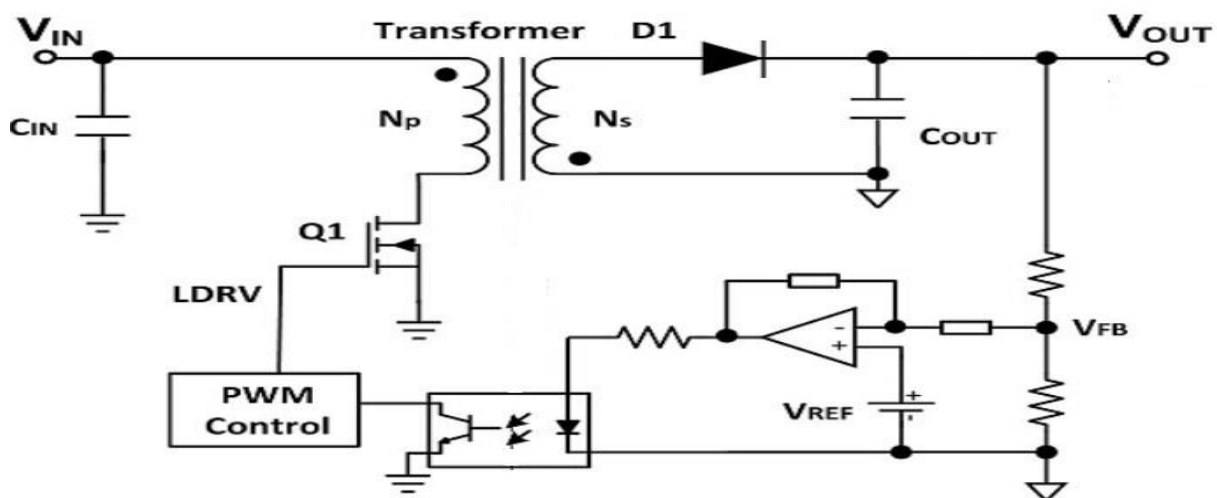 VIN
Transformer
D1
VOUT
CIN
Np
Ns
COUT
Q1
LDRV
-
+
VFB
PWM
Control
VREF
+
-